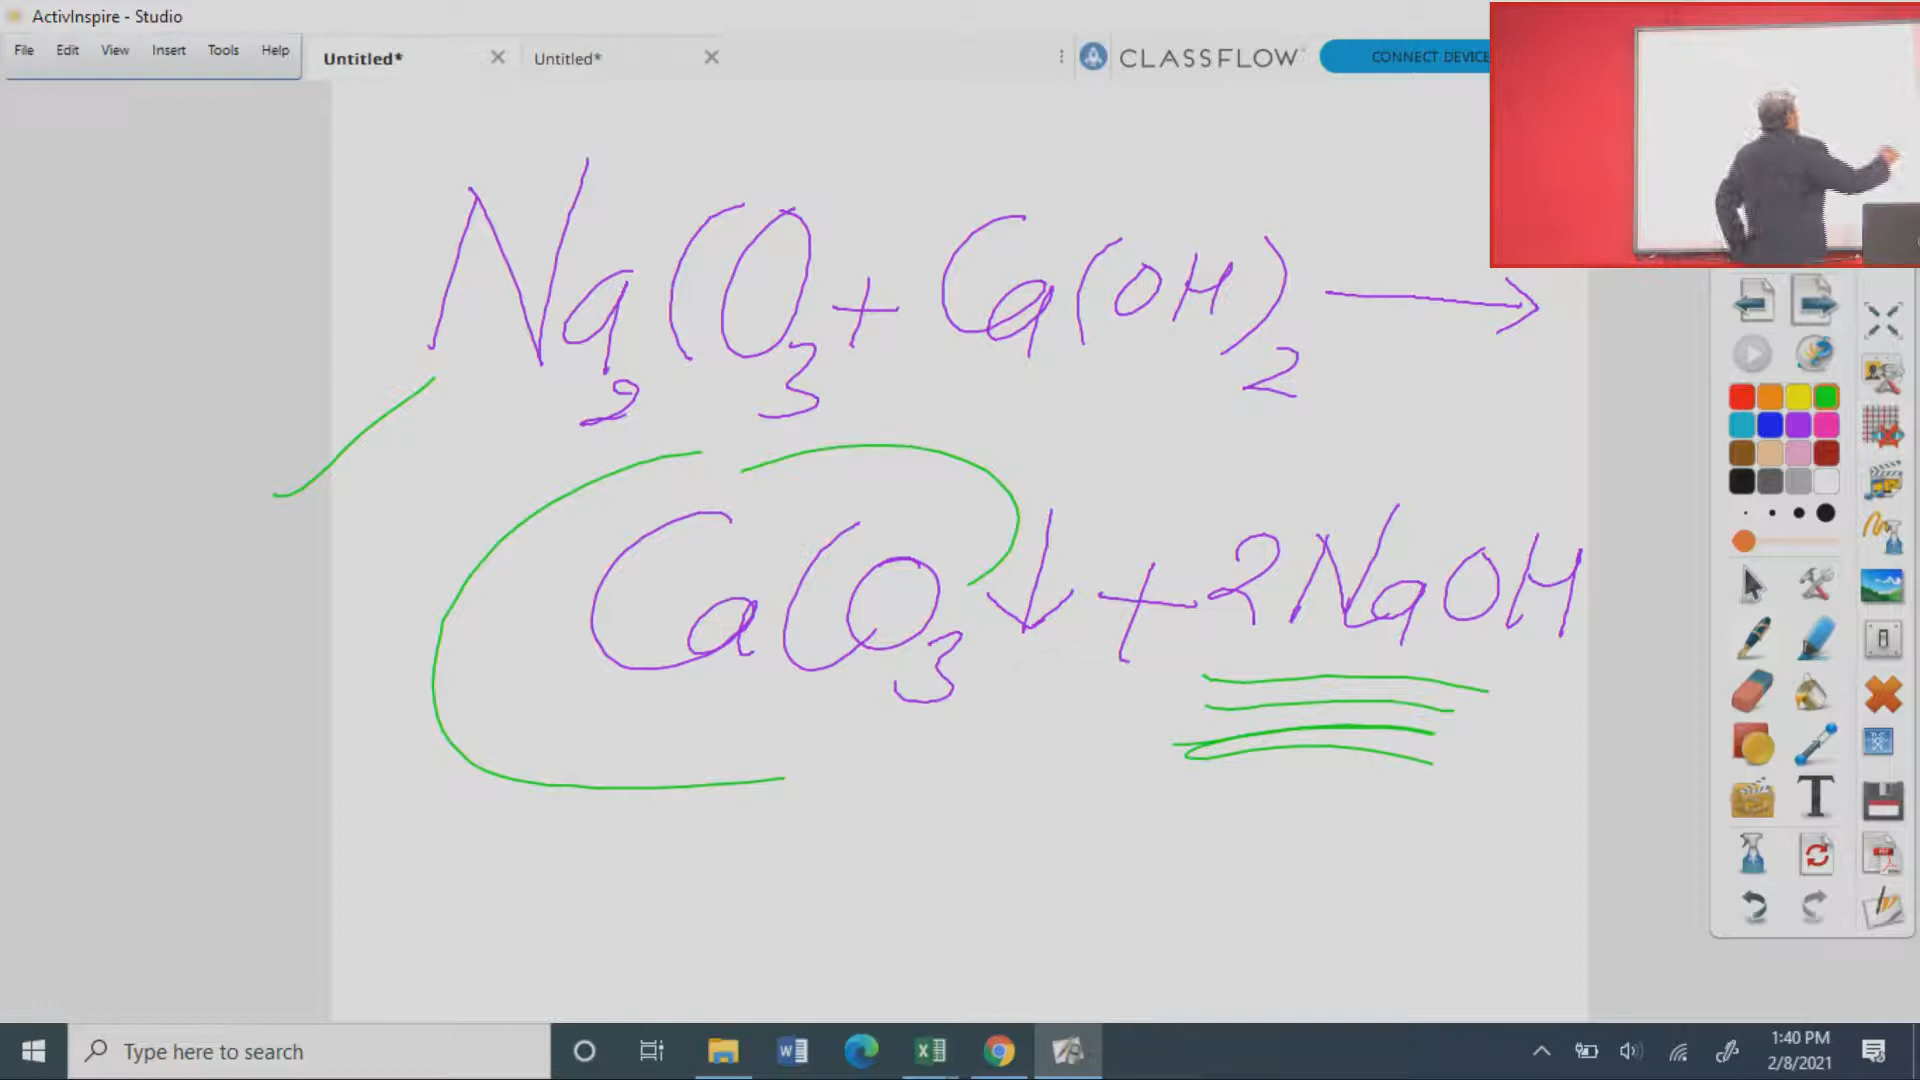 ActivInspire - Studio
File Edit View Insert Tools Help
Untitled* Untitled*
CLASSFLOW CONNECT DEVICE
Na₂CO₃ + Ca(OH)₂ →
CaCO₃↓ + 2NaOH
T
PDF
Type here to search
1:40 PM
2/8/2021